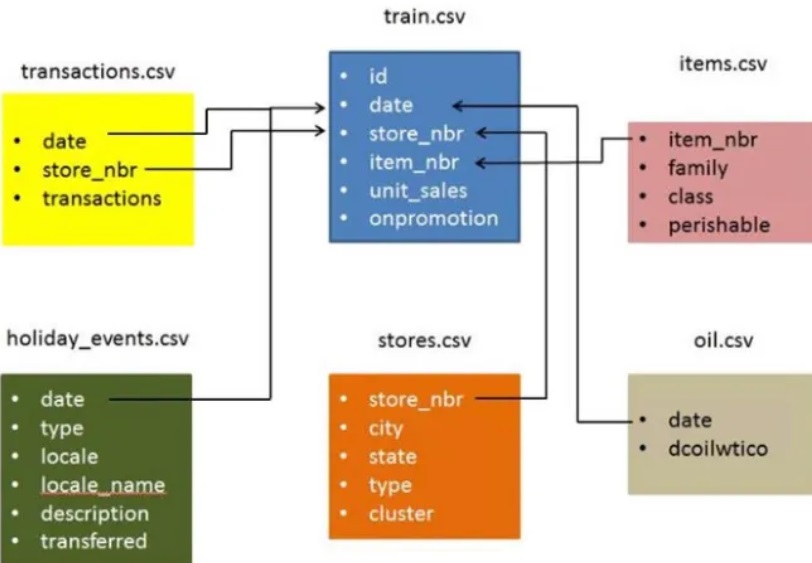 train.csv
• id
• date
• store_nbr
• item_nbr
• unit_sales
• onpromotion
transactions.csv
• date
• store_nbr
• transactions
items.csv
• item_nbr
• family
• class
• perishable
holiday_events.csv
• date
• type
• locale
• locale_name
• description
• transferred
stores.csv
• store_nbr
• city
• state
• type
• cluster
oil.csv
• date
• dcoilwtico